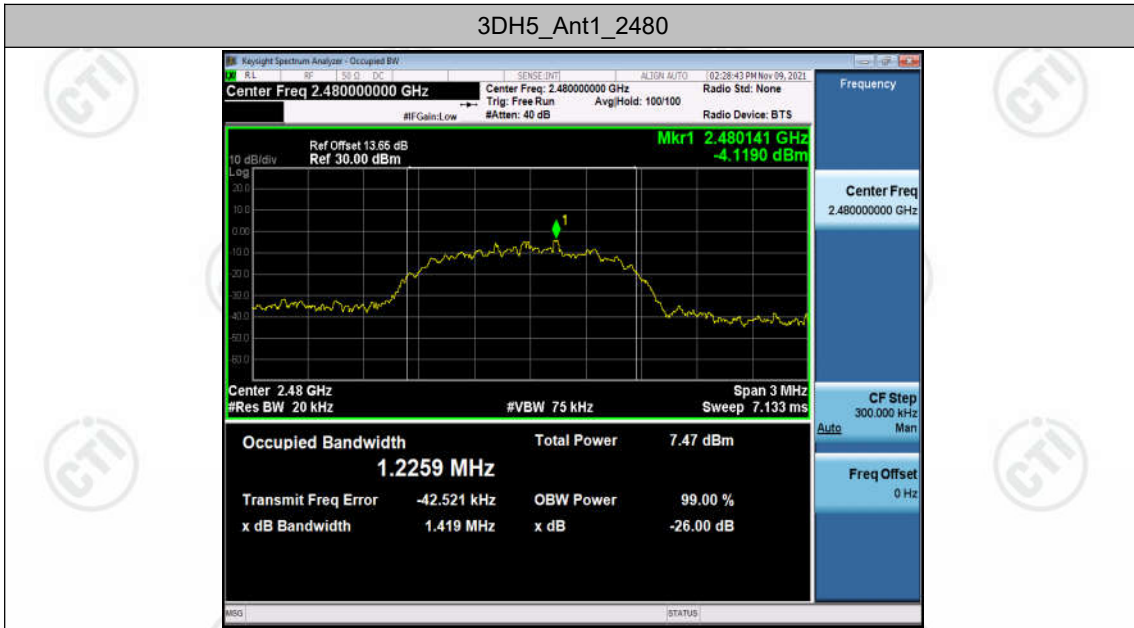 3DH5_Ant1_2480
Keysight Spectrum Analyzer - Occupied BW
RL RF 50 Ω DC SENSE:INT ALIGN AUTO 02:28:43 PM Nov 09, 2021
Center Freq 2.480000000 GHz Center Freq: 2.480000000 GHz Radio Std: None
Trig: Free Run Avg|Hold: 100/100
#IFGain:Low #Atten: 40 dB Radio Device: BTS
Frequency
Mkr1 2.480141 GHz
-4.1190 dBm
Ref Offset 13.65 dB
10 dB/div Ref 30.00 dBm
Log
20.0
10.0
0.00
-10.0
-20.0
-30.0
-40.0
-50.0
-60.0
1
Center Freq
2.480000000 GHz
Center 2.48 GHz Span 3 MHz
#Res BW 20 kHz #VBW 75 kHz Sweep 7.133 ms
CF Step
300.000 kHz
Auto Man
Freq Offset
0 Hz
Occupied Bandwidth Total Power 7.47 dBm
1.2259 MHz
Transmit Freq Error -42.521 kHz OBW Power 99.00 %
x dB Bandwidth 1.419 MHz x dB -26.00 dB
MSG STATUS
CTI
CTI
CTI
CTI